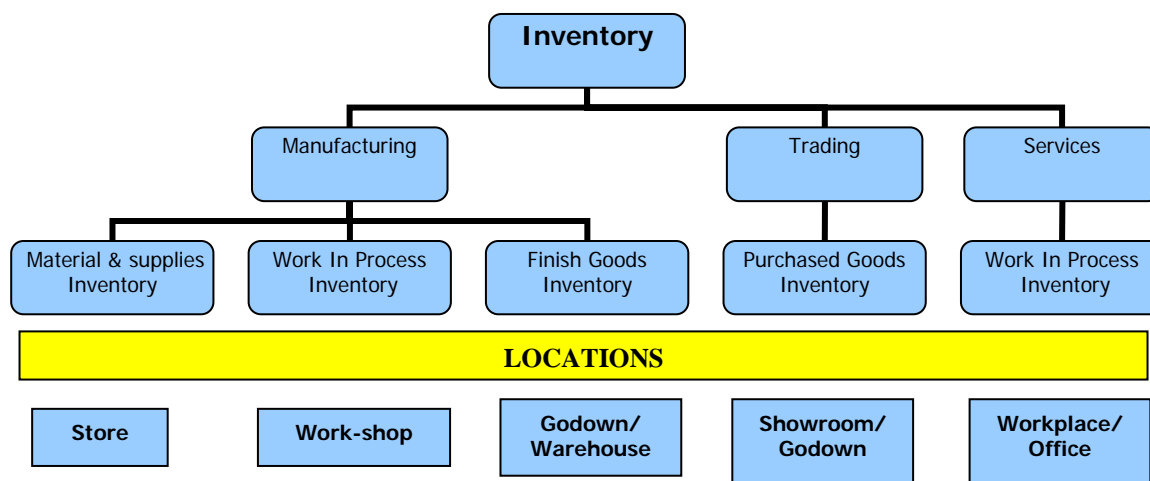 Inventory
Manufacturing
Trading
Services
Material & supplies
Inventory
Work In Process
Inventory
Finish Goods
Inventory
Purchased Goods
Inventory
Work In Process
Inventory
LOCATIONS
Store
Work-shop
Godown/
Warehouse
Showroom/
Godown
Workplace/
Office